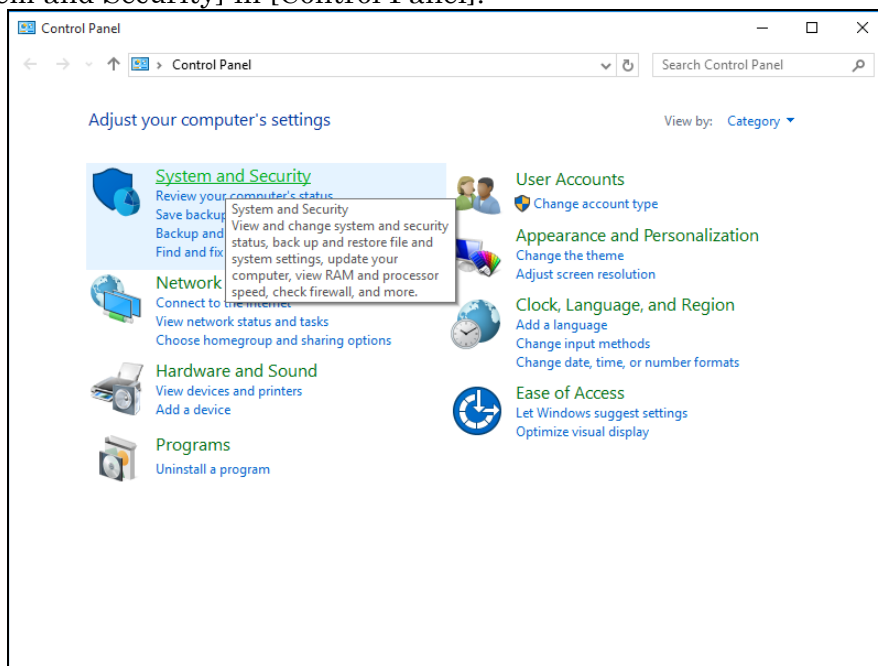 em and Security] in [Control Panel].
Control Panel
Control Panel
Search Control Panel
Adjust your computer's settings
View by: Category
System and Security
Review your computer's status
Save backup
Backup and
Find and fix
System and Security
View and change system and security
status, back up and restore file and
system settings, update your
computer, view RAM and processor
speed, check firewall, and more.
Network
Connect to the Internet
View network status and tasks
Choose homegroup and sharing options
Hardware and Sound
View devices and printers
Add a device
Programs
Uninstall a program
User Accounts
Change account type
Appearance and Personalization
Change the theme
Adjust screen resolution
Clock, Language, and Region
Add a language
Change input methods
Change date, time, or number formats
Ease of Access
Let Windows suggest settings
Optimize visual display